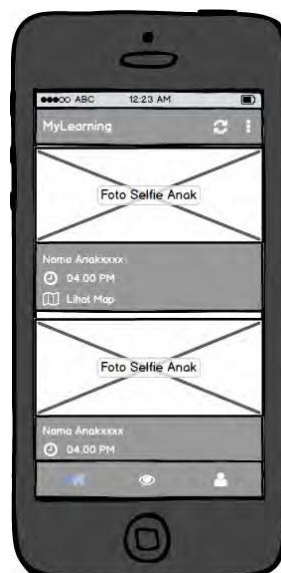 ABC 12:23 AM
MyLearning
Foto Selfie Anak
Nama Anakxxxx
04.00 PM
Lihat Map
Foto Selfie Anak
Nama Anakxxxx
04.00 PM